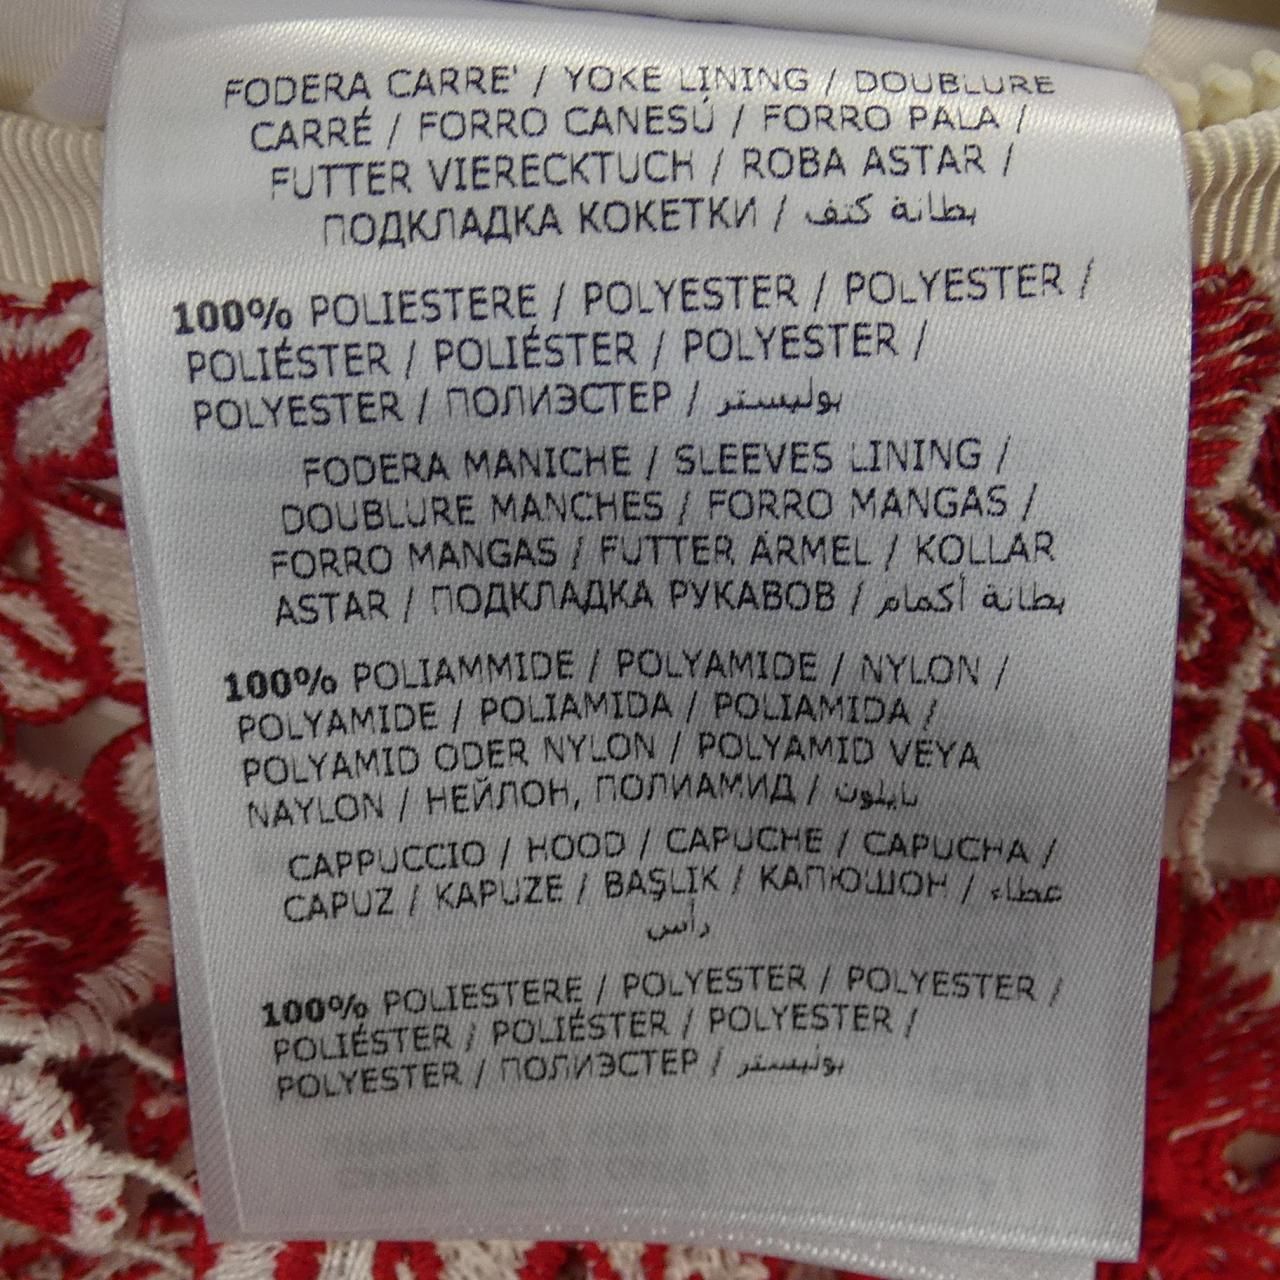 FODERA CARRE' / YOKE LINING / DOUBLURE
CARRÉ / FORRO CANESÚ / FORRO PALA /
FUTTER VIERECKTUCH / ROBA ASTAR /
ПОДКЛАДКА КОКЕТКИ / بطانة كتف
100% POLIESTERE / POLYESTER / POLYESTER /
POLIÉSTER / POLIÉSTER / POLYESTER /
POLYESTER / ПОЛИЭСТЕР / بوليستر
FODERA MANICHE / SLEEVES LINING /
DOUBLURE MANCHES / FORRO MANGAS /
FORRO MANGAS / FUTTER ÄRMEL / KOLLAR
ASTAR / ПОДКЛАДКА РУКАВОВ / بطانة أكمام
100% POLIAMMIDE / POLYAMIDE / NYLON /
POLYAMIDE / POLIAMIDA / POLIAMIDA /
POLYAMID ODER NYLON / POLYAMID VEYA
NAYLON / НЕЙЛОН, ПОЛИАМИД / نايلون
CAPPUCCIO / HOOD / CAPUCHE / CAPUCHA /
CAPUZ / KAPUZE / BAŞLIK / КАПЮШОН / غطاء
رأس
100% POLIESTERE / POLYESTER / POLYESTER /
POLIÉSTER / POLIÉSTER / POLYESTER /
POLYESTER / ПОЛИЭСТЕР / بوليستر